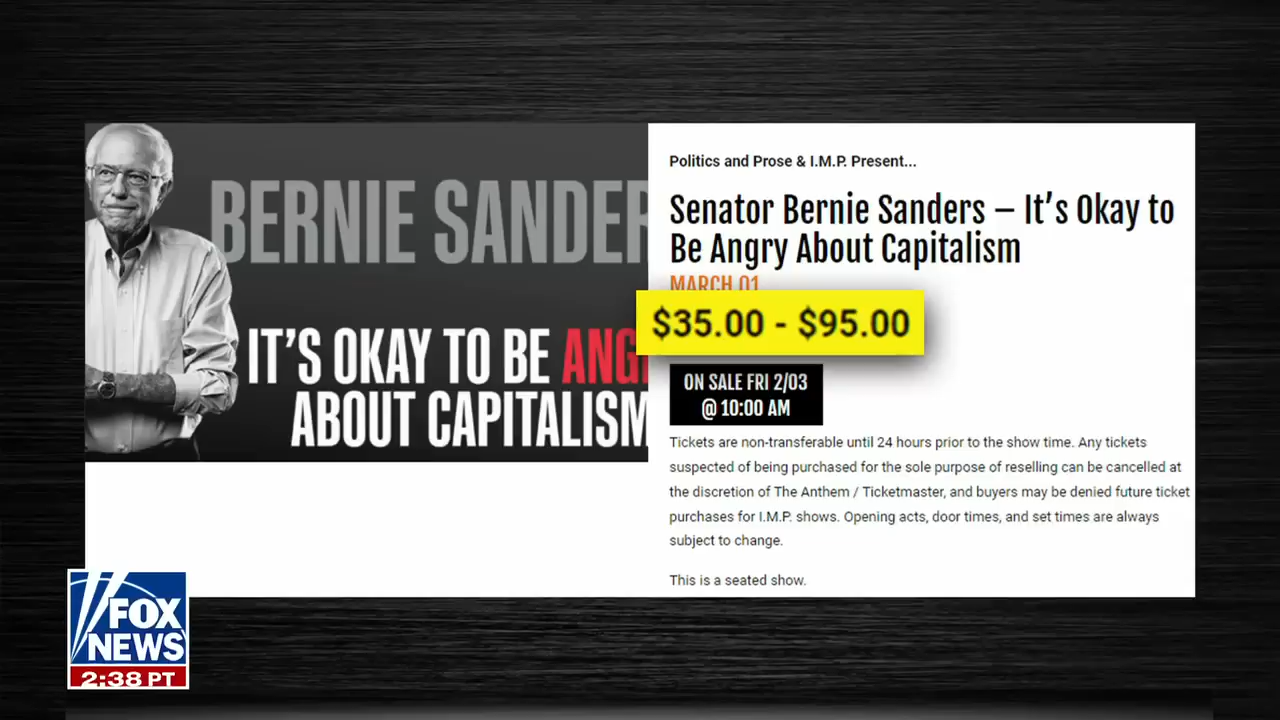 BERNIE SANDER
IT'S OKAY TO BE ANG
ABOUT CAPITALISM
Politics and Prose & I.M.P. Present...
Senator Bernie Sanders – It's Okay to
Be Angry About Capitalism
MARCH 01
$35.00 - $95.00
ON SALE FRI 2/03
@ 10:00 AM
Tickets are non-transferable until 24 hours prior to the show time. Any tickets
suspected of being purchased for the sole purpose of reselling can be cancelled at
the discretion of The Anthem / Ticketmaster, and buyers may be denied future ticket
purchases for I.M.P. shows. Opening acts, door times, and set times are always
subject to change.
This is a seated show.
FOX
NEWS
2:38 PT